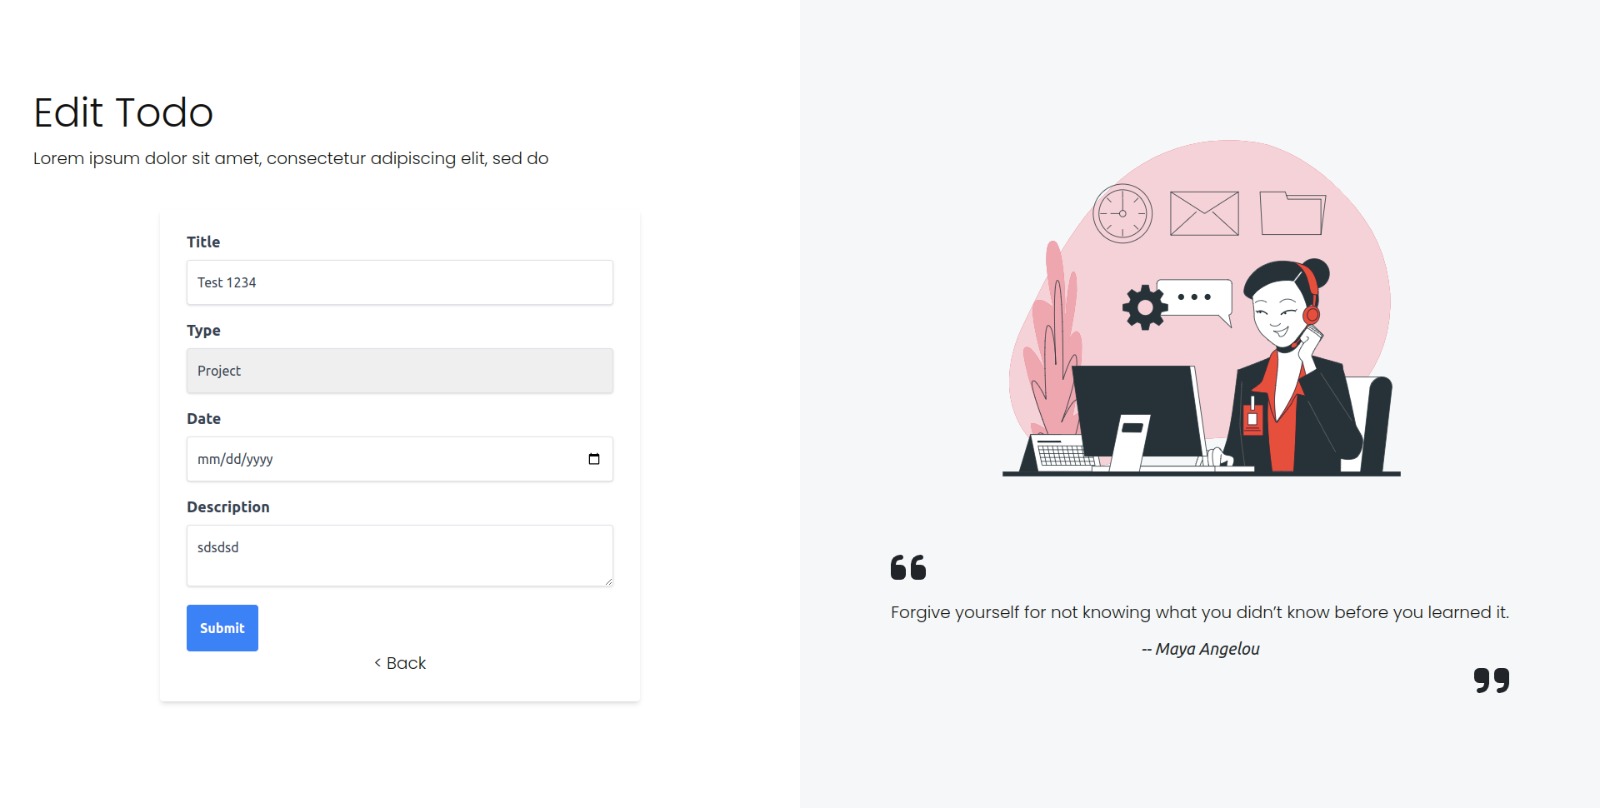 Edit Todo
Lorem ipsum dolor sit amet, consectetur adipiscing elit, sed do
Title
Test 1234
Type
Project
Date
mm/dd/yyyy
Description
sdsdsd
Submit
< Back
“
Forgive yourself for not knowing what you didn’t know before you learned it.
-- Maya Angelou
”